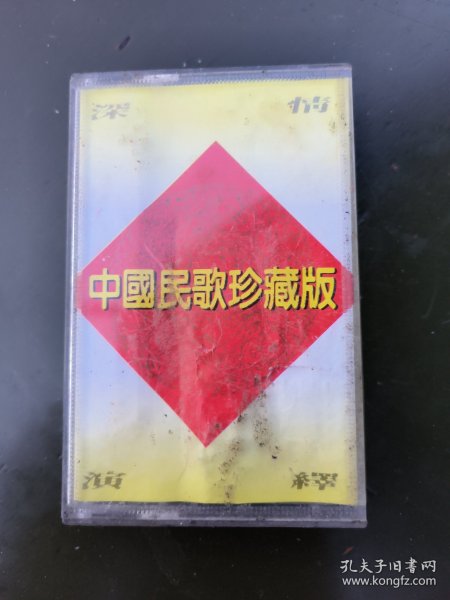 深 情
中國民歌珍藏版
演 繹
孔夫子旧书网
www.kongfz.com